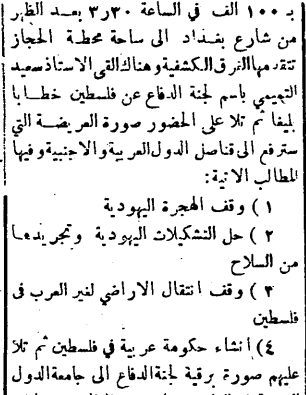 بـ ١٠٠ الف في الساعة ٣٠ر٣ بعد الظهر
من شارع بغداد الى ساحة محطة الحجاز
تتقدمها الفرق الكشفية وهناك القى الاستاذ سعيد
التميمي باسم لجنة الدفاع عن فلسطين خطابا
بليغا ثم تلا على الحضور صورة العريضة التي
سترفع الى قناصل الدول العربية والاجنبية وفيها
المطالب الاتية :
١ ) وقف الهجرة اليهودية
٢ ) حل التشكيلات اليهودية وتجريدها
من السلاح
٣ ) وقف انتقال الاراضي لغير العرب في
فلسطين
٤) انشاء حكومة عربية في فلسطين ثم تلا
عليهم صورة برقية لجنة الدفاع الى جامعة الدول